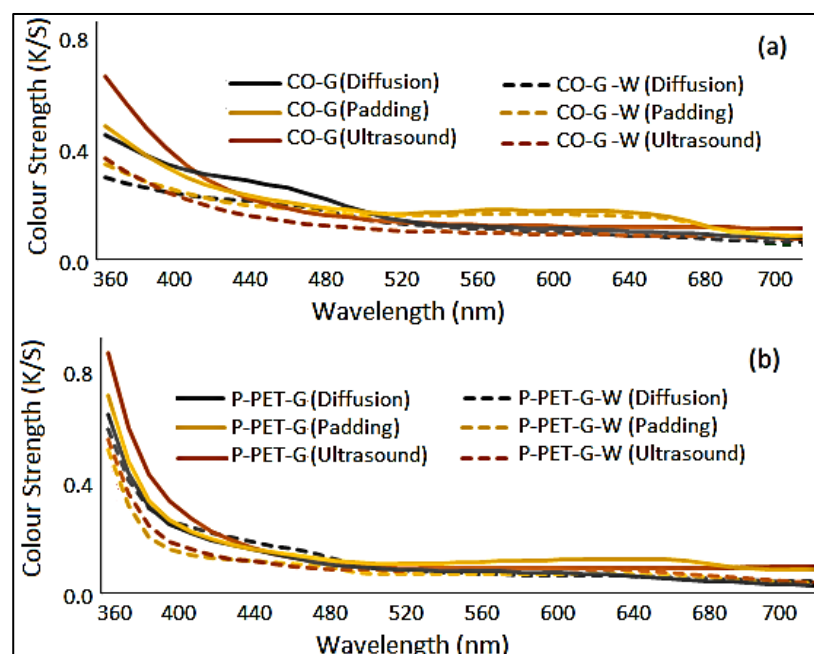 0.8
(a)
CO-G(Diffusion)
CO-G -W (Diffusion)
CO-G(Padding)
CO-G -W (Padding)
CO-G(Ultrasound)
CO-G -W (Ultrasound)
Colour Strength (K/S)
0.4
0.0
360 400 440 480 520 560 600 640 680 700
Wavelength (nm)
(b)
0.8
P-PET-G(Diffusion)
P-PET-G-W (Diffusion)
P-PET-G(Padding)
P-PET-G-W (Padding)
P-PET-G(Ultrasound)
P-PET-G-W (Ultrasound)
Colour Strength (K/S)
0.4
0.0
360 400 440 480 520 560 600 640 680 700
Wavelength (nm)